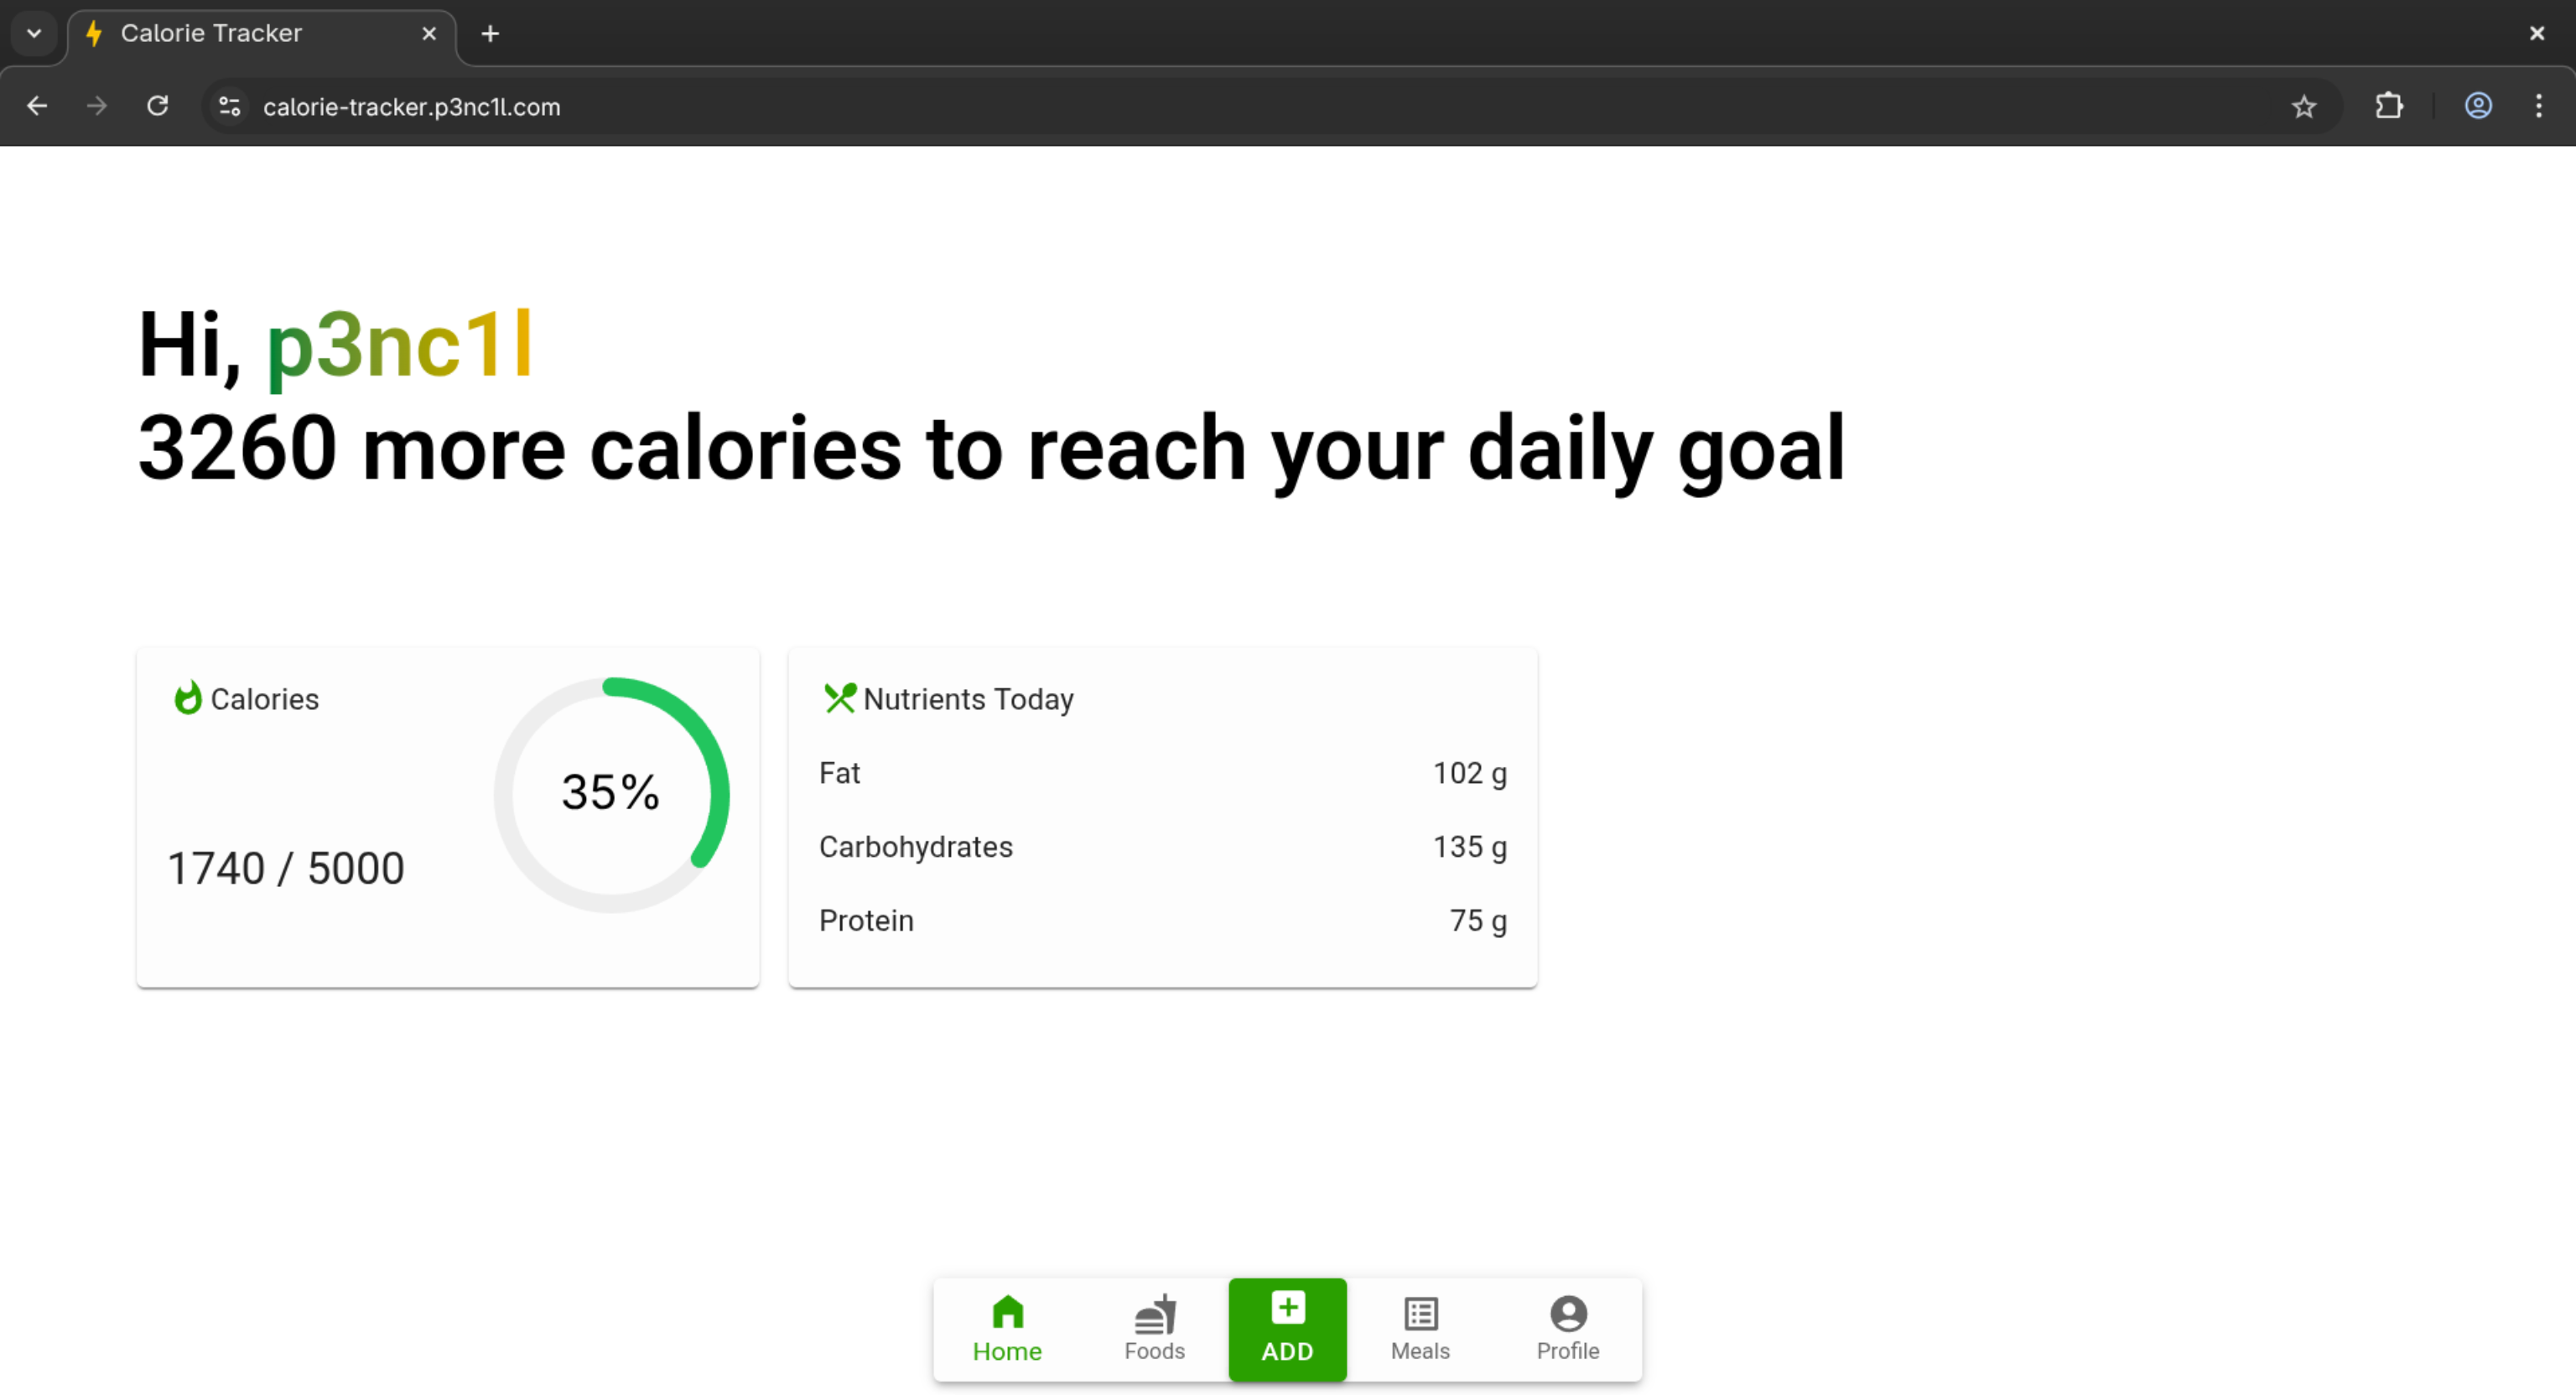 Calorie Tracker
calorie-tracker.p3nc1l.com
Hi, p3nc1l
3260 more calories to reach your daily goal
Calories
35%
1740 / 5000
Nutrients Today
Fat 102 g
Carbohydrates 135 g
Protein 75 g
Home Foods ADD Meals Profile